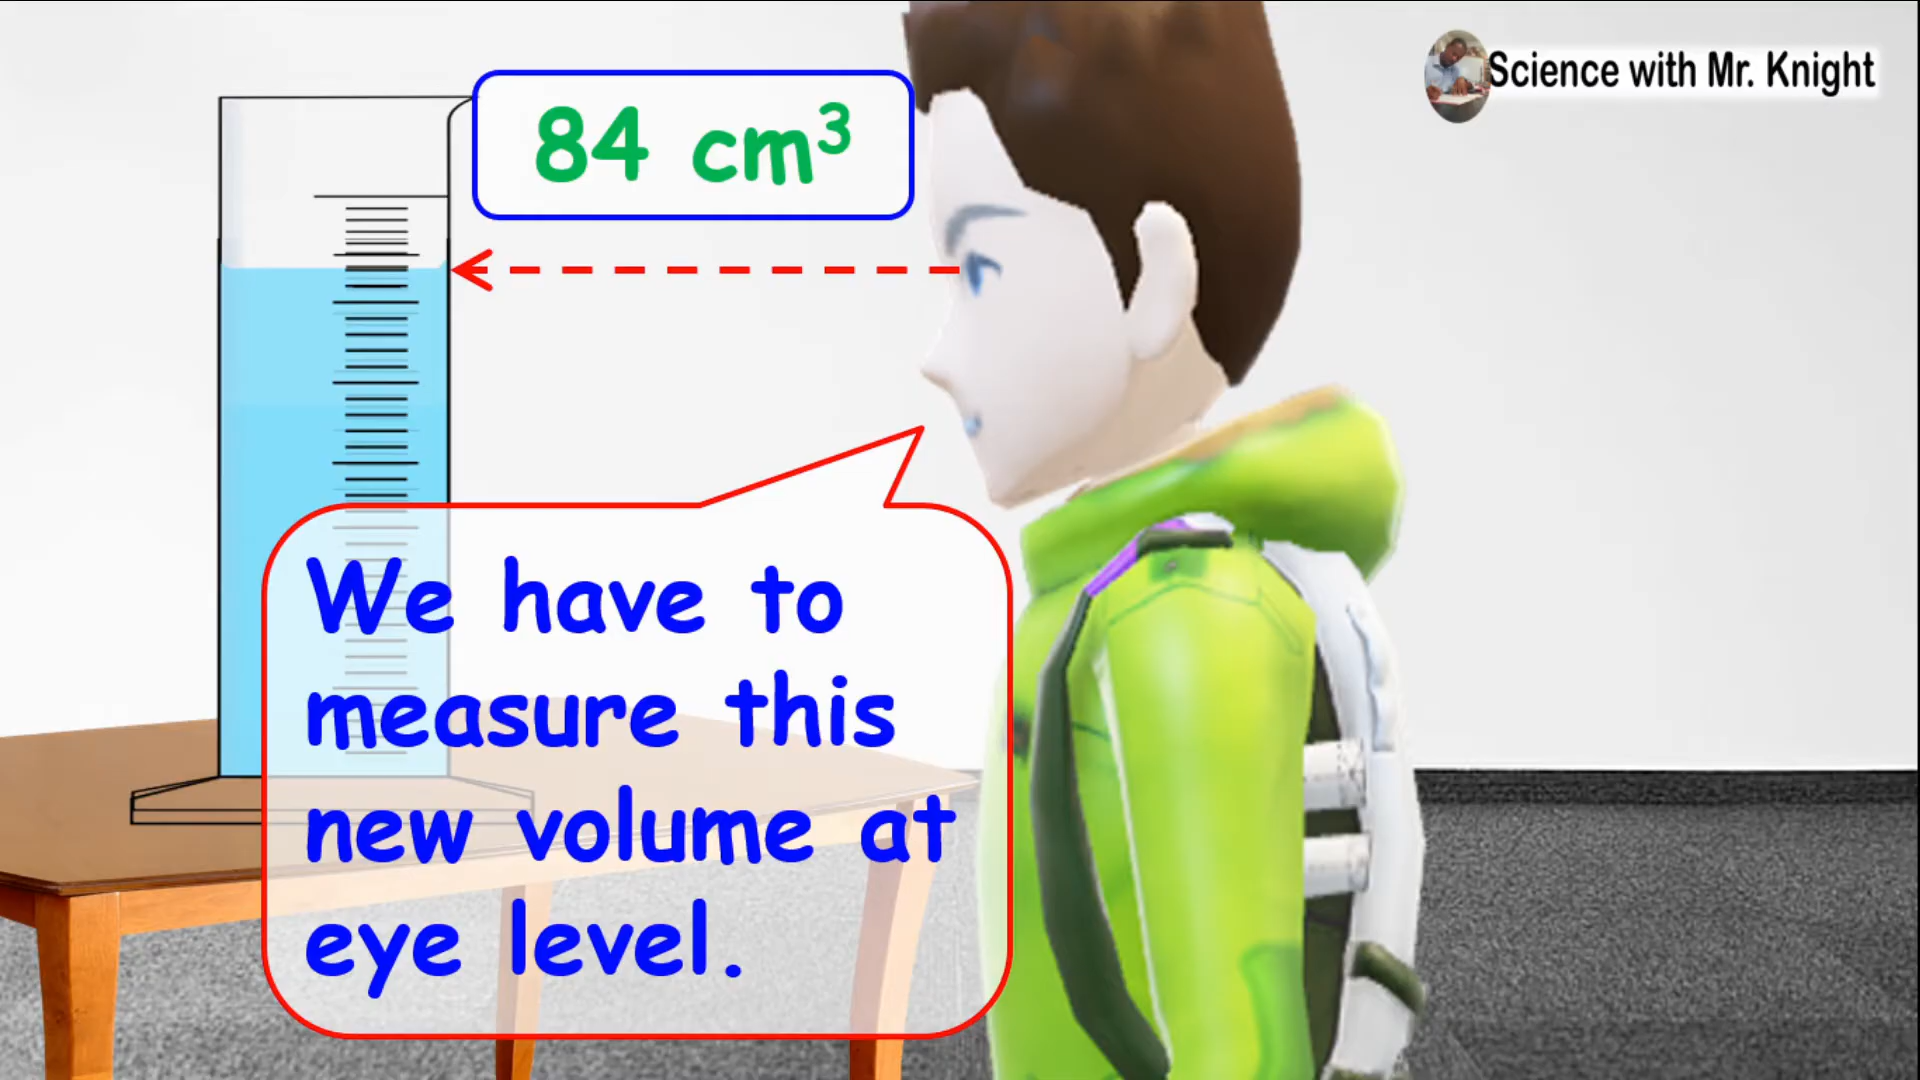 Science with Mr. Knight
84 cm³
We have to
measure this
new volume at
eye level.